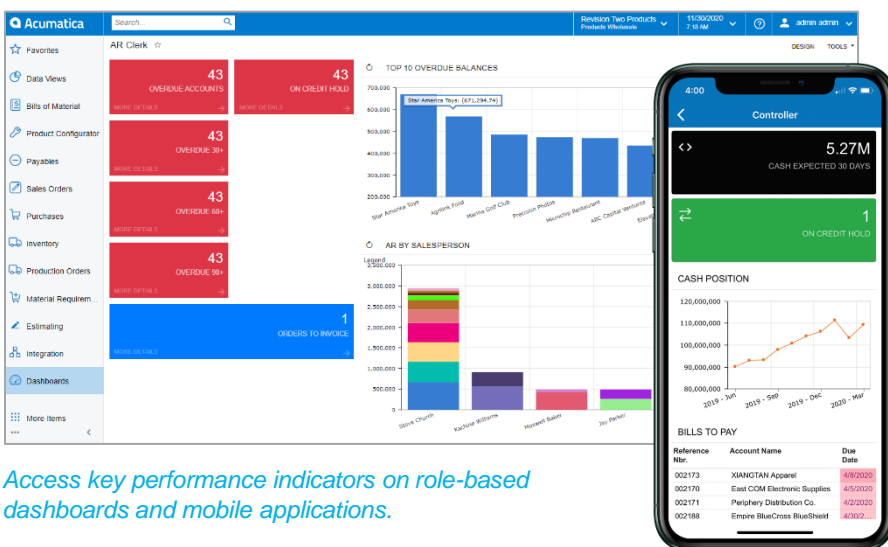 Acumatica
Search...
Revision Two Products
Products Wholesale
11/30/2020
7:18 AM
admin admin
Favorites
Data Views
Bills of Material
Product Configurator
Payables
Sales Orders
Purchases
Inventory
Production Orders
Material Requirem...
Estimating
Integration
Dashboards
More Items
AR Clerk
DESIGN
TOOLS
43
OVERDUE ACCOUNTS
MORE DETAILS
43
ON CREDIT HOLD
MORE DETAILS
43
OVERDUE 30+
MORE DETAILS
43
OVERDUE 60+
MORE DETAILS
43
OVERDUE 90+
MORE DETAILS
1
ORDERS TO INVOICE
MORE DETAILS
TOP 10 OVERDUE BALANCES
700,000
600,000
500,000
400,000
300,000
200,000
Star America Toys: (671,294.74)
Star America Toys
Agrilink Food
Marina Golf Club
Precision Photos
Microchip Restaurant
ABC Capital Ventures
AR BY SALESPERSON
Legend
3,500,000
3,000,000
2,500,000
2,000,000
1,500,000
1,000,000
500,000
0
Steve Church
Kachine Williams
Maxwell Baker
Jay Parker
4:00
Controller
5.27M
CASH EXPECTED 30 DAYS
1
ON CREDIT HOLD
CASH POSITION
120,000,000
110,000,000
100,000,000
90,000,000
80,000,000
2019 - Jun
2019 - Sep
2019 - Dec
2020 - Mar
BILLS TO PAY
Reference Nbr.
Account Name
Due Date
002173 XIANGTAN Apparel 4/8/2020
002170 East COM Electronic Supplies 4/5/2020
002171 Periphery Distribution Co. 4/2/2020
002188 Empire BlueCross BlueShield 4/30/2...
Access key performance indicators on role-based
dashboards and mobile applications.